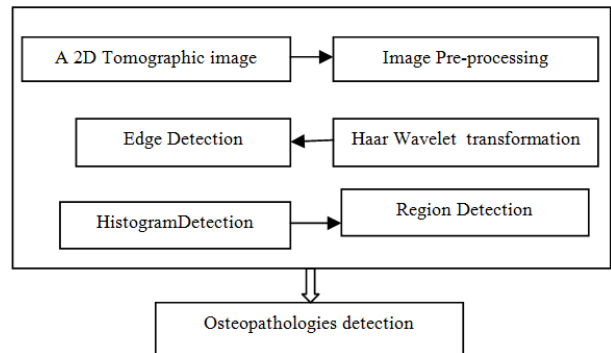 A 2D Tomographic image
Image Pre-processing
Edge Detection
Haar Wavelet transformation
HistogramDetection
Region Detection
Osteopathologies detection